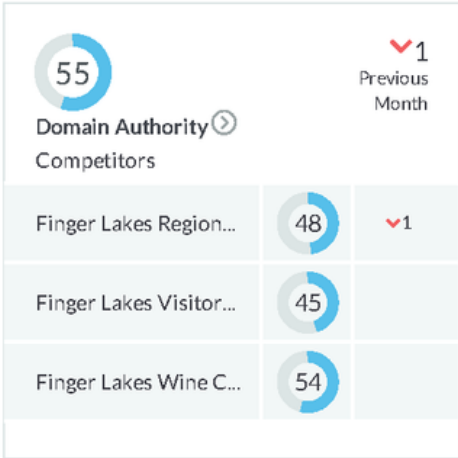 55
1
Previous
Month
Domain Authority
Competitors
Finger Lakes Region... 48 1
Finger Lakes Visitor... 45
Finger Lakes Wine C... 54